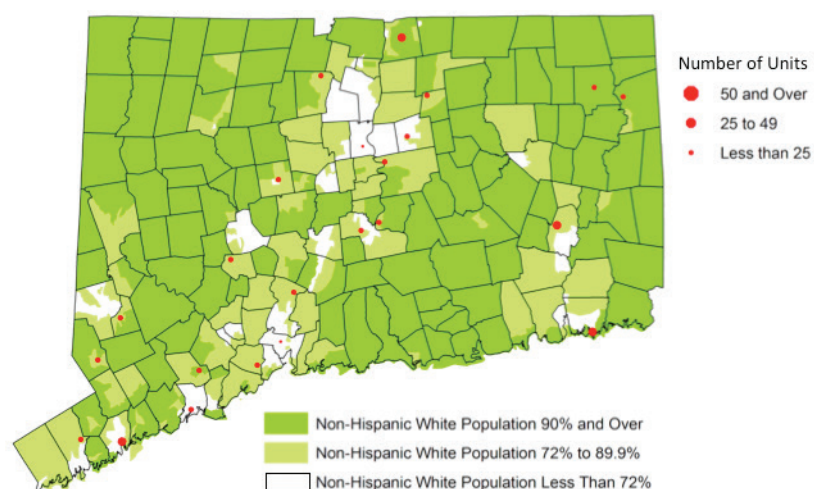 Number of Units
50 and Over
25 to 49
Less than 25
Non-Hispanic White Population 90% and Over
Non-Hispanic White Population 72% to 89.9%
Non-Hispanic White Population Less Than 72%